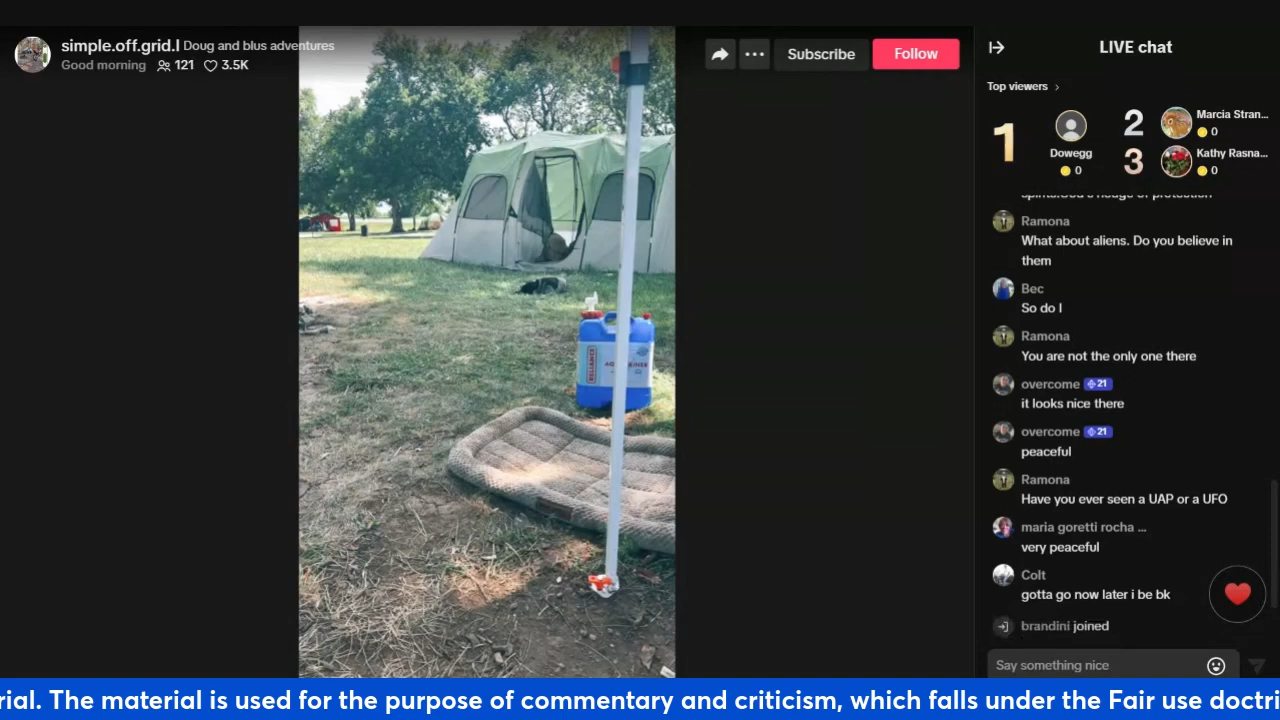 simple.off.grid.l Doug and blus adventures
Good morning 121 3.5K
Subscribe
Follow
LIVE chat
Top viewers
1
Dowegg
0
2
Marcia Stran...
0
3
Kathy Rasna...
0
Ramona
What about aliens. Do you believe in
them
Bec
So do I
Ramona
You are not the only one there
overcome 21
it looks nice there
overcome 21
peaceful
Ramona
Have you ever seen a UAP or a UFO
maria goretti rocha ...
very peaceful
Colt
gotta go now later i be bk
brandini joined
Say something nice
RELIANCE
rial. The material is used for the purpose of commentary and criticism, which falls under the Fair use doctri